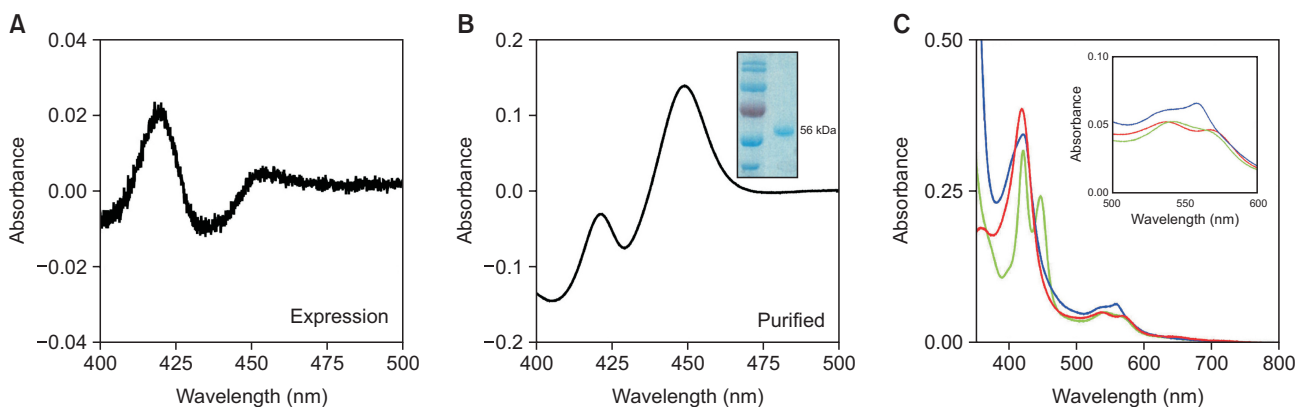 A
0.04
0.02
0.00
−0.02
−0.04
Absorbance
400
425
450
475
500
Wavelength (nm)
Expression
B
0.2
0.1
0.0
−0.1
−0.2
Absorbance
400
425
450
475
500
Wavelength (nm)
Purified
56 kDa
C
0.50
0.25
0.00
Absorbance
400
500
600
700
800
Wavelength (nm)
0.10
0.05
0.00
Absorbance
500
550
600
Wavelength (nm)